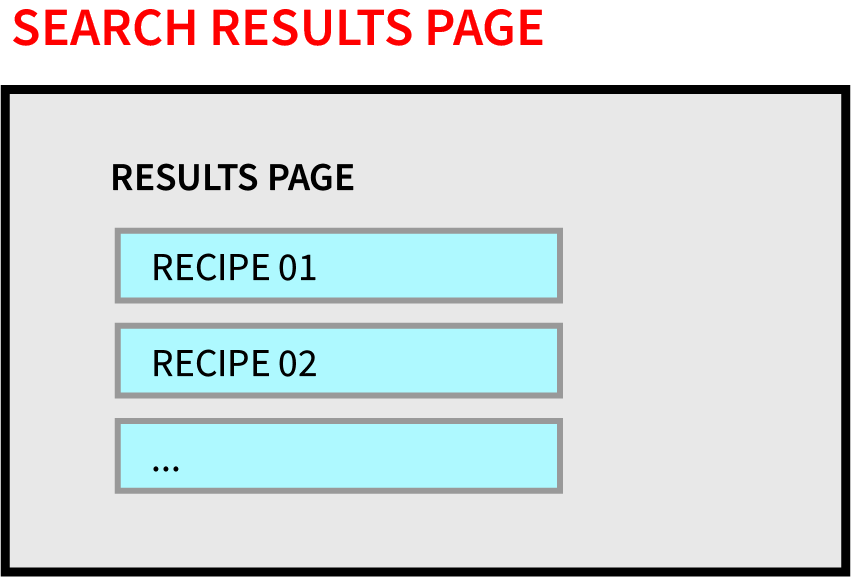 SEARCH RESULTS PAGE
RESULTS PAGE
RECIPE 01
RECIPE 02
...